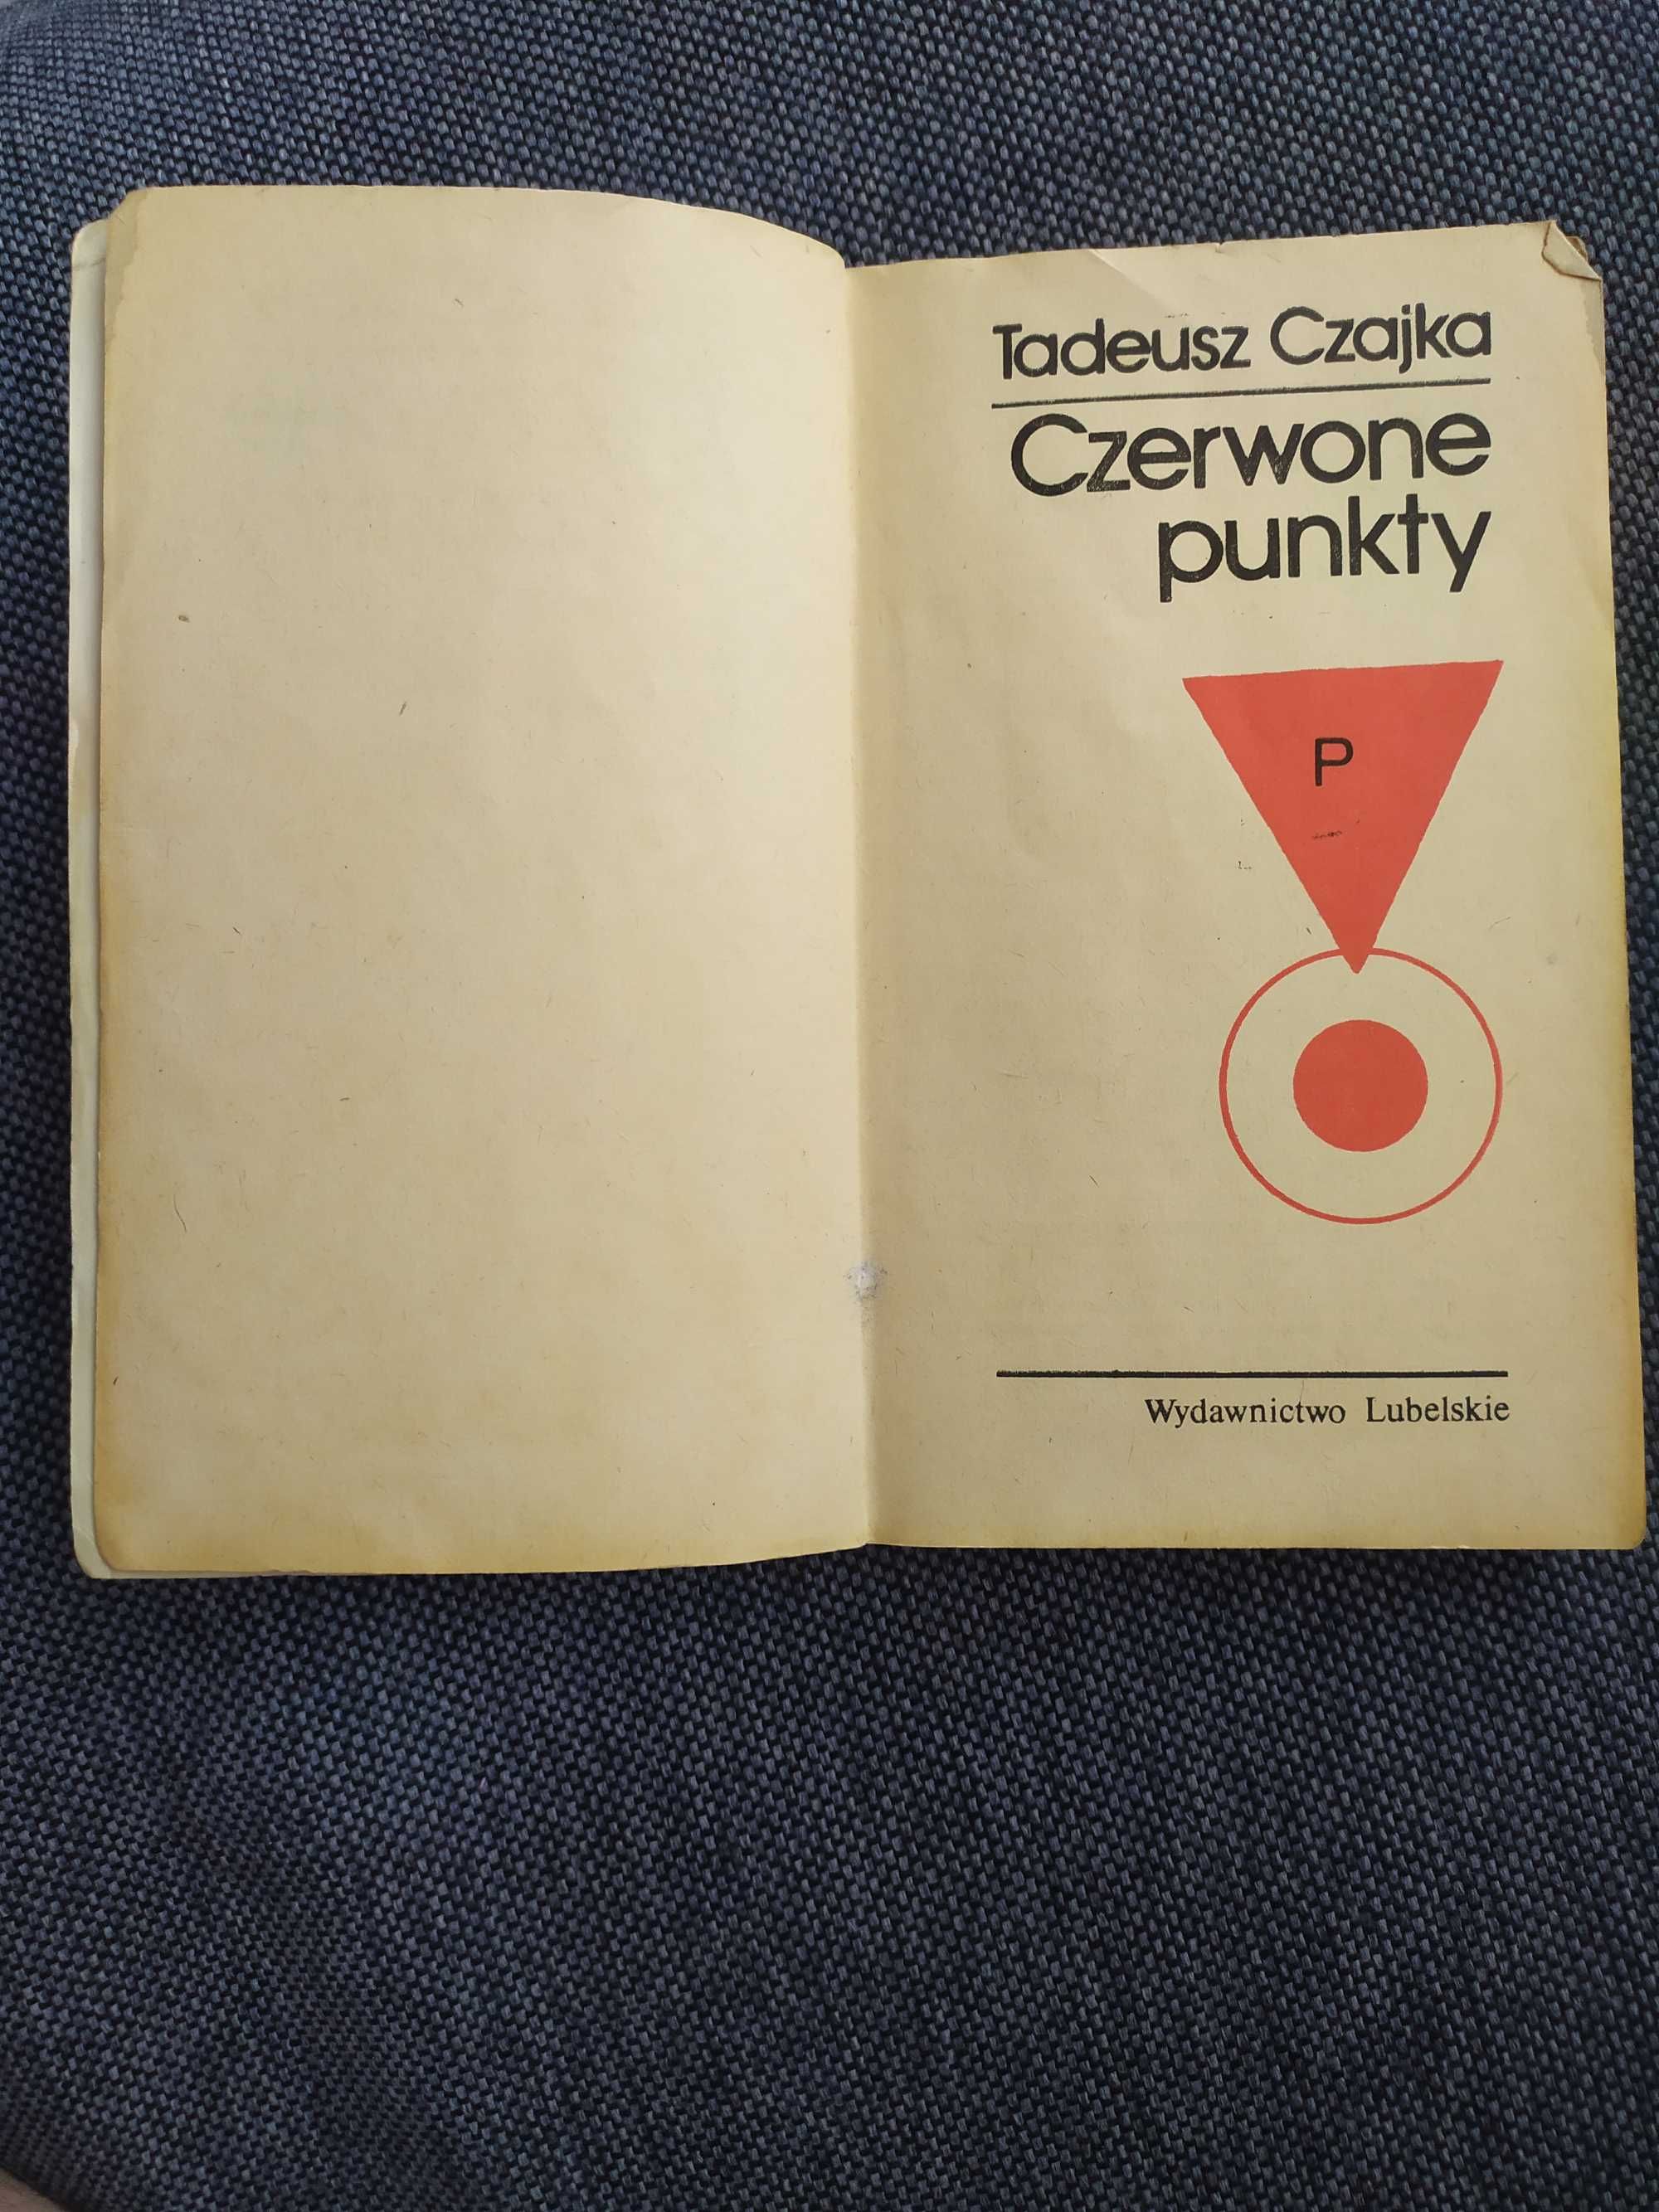 Tadeusz Czajka
Czerwone
punkty
P
Wydawnictwo Lubelskie